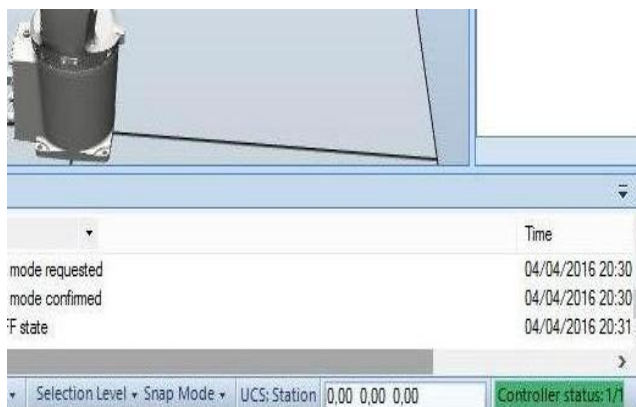 Time
mode requested 04/04/2016 20:30
mode confirmed 04/04/2016 20:30
FF state 04/04/2016 20:31
Selection Level Snap Mode UCS: Station 0,00 0,00 0,00 Controller status: 1/1